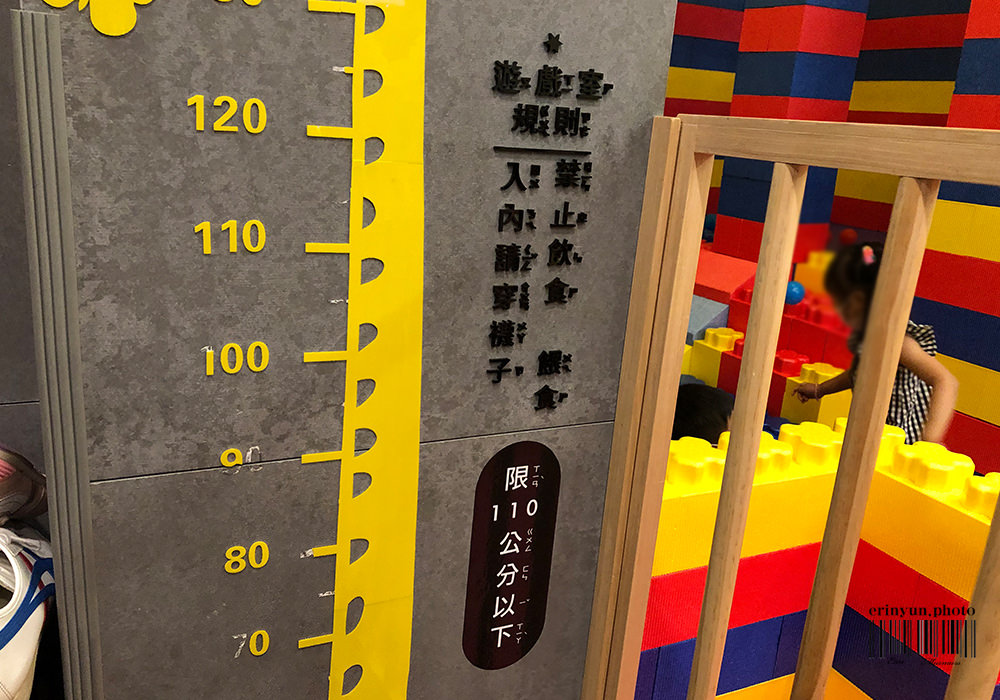 120
110
100
90
80
70
遊戲室
規則
禁止飲食 餵食
入內請穿襪子
限110公分以下
erinyun.photo